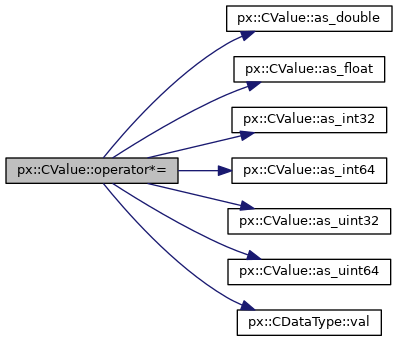 px::CValue::as_double
px::CValue::as_float
px::CValue::as_int32
px::CValue::operator*=
px::CValue::as_int64
px::CValue::as_uint32
px::CValue::as_uint64
px::CDataType::val